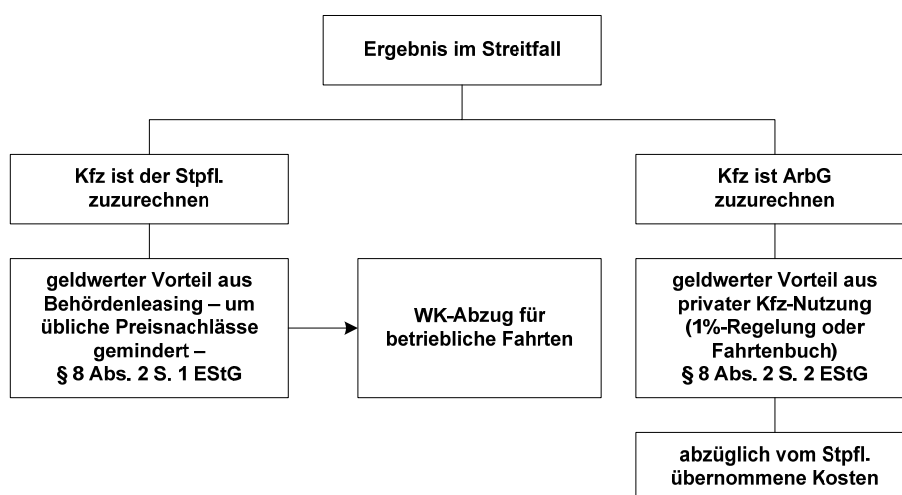 Ergebnis im Streitfall
Kfz ist der Stpfl.
zuzurechnen
Kfz ist ArbG
zuzurechnen
geldwerter Vorteil aus
Behördenleasing – um
übliche Preisnachlässe
gemindert –
§ 8 Abs. 2 S. 1 EStG
WK-Abzug für
betriebliche Fahrten
geldwerter Vorteil aus
privater Kfz-Nutzung
(1%-Regelung oder
Fahrtenbuch)
§ 8 Abs. 2 S. 2 EStG
abzüglich vom Stpfl.
übernommene Kosten